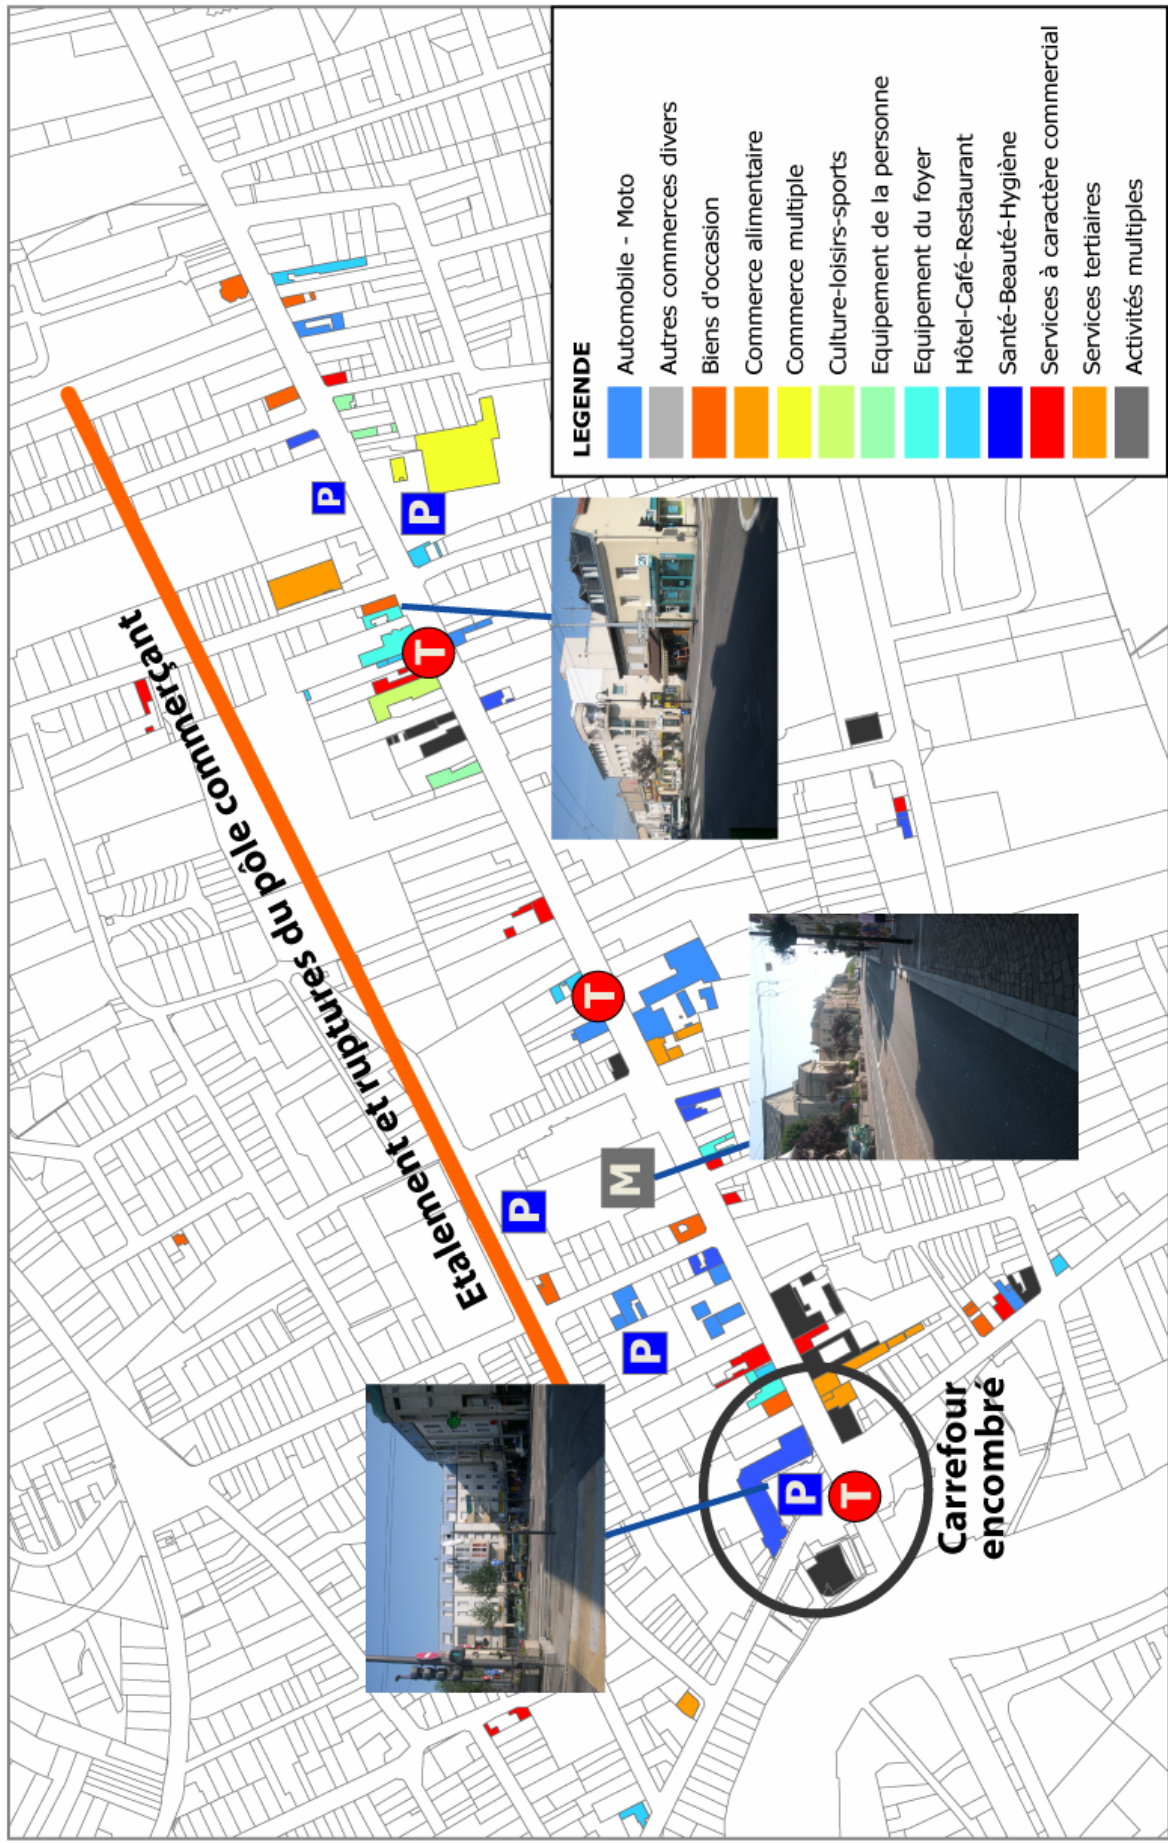 Etalement et ruptures du pôle commerçant
P
P
T
T
P
M
P
P
T
Carrefour
encombré
LEGENDE
Automobile - Moto
Autres commerces divers
Biens d'occasion
Commerce alimentaire
Commerce multiple
Culture-loisirs-sports
Equipement de la personne
Equipement du foyer
Hôtel-Café-Restaurant
Santé-Beauté-Hygiène
Services à caractère commercial
Services tertiaires
Activités multiples